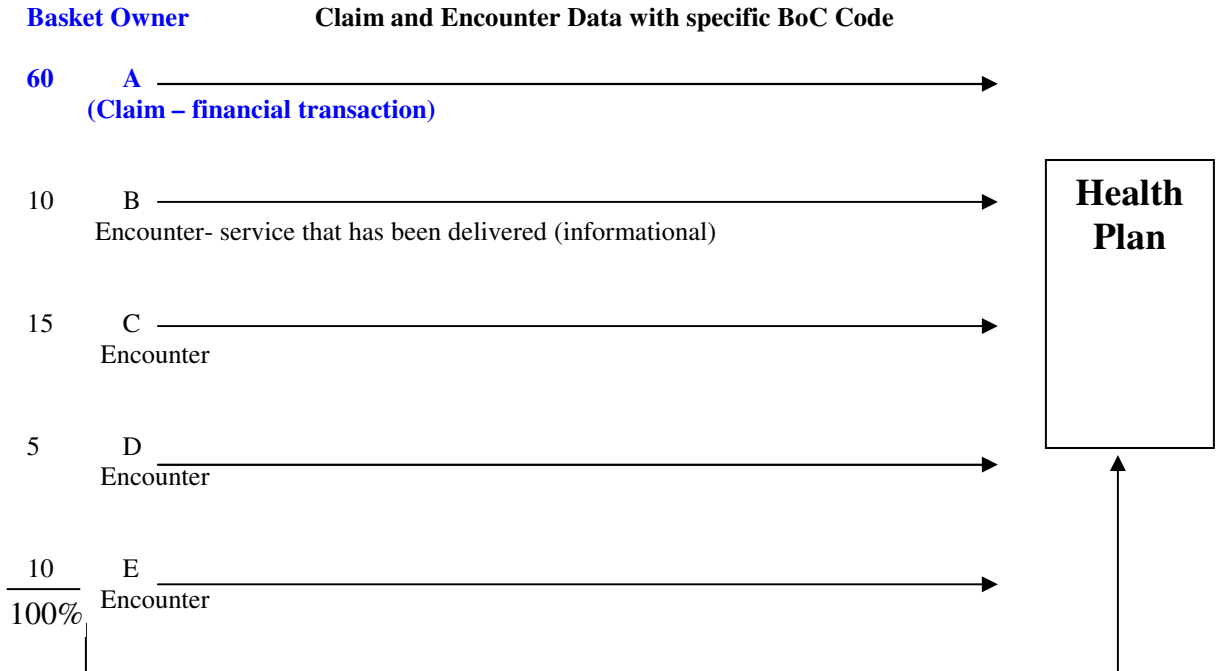 Basket Owner Claim and Encounter Data with specific BoC Code
60 A
(Claim – financial transaction)
10 B
Encounter- service that has been delivered (informational)
Health
Plan
15 C
Encounter
5 D
Encounter
10 E
Encounter
100%